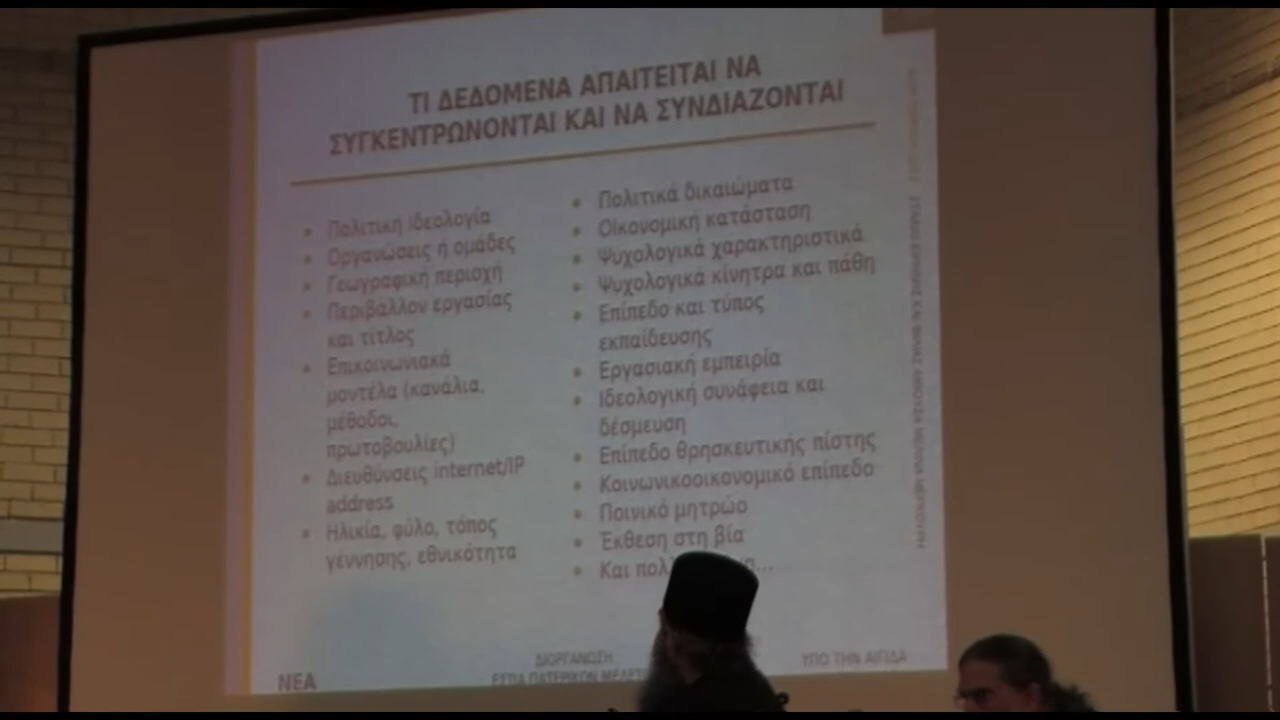 ΤΙ ΔΕΔΟΜΕΝΑ ΑΠΑΙΤΕΙΤΑΙ ΝΑ
ΣΥΓΚΕΝΤΡΩΝΟΝΤΑΙ ΚΑΙ ΝΑ ΣΥΝΔΙΑΖΟΝΤΑΙ
• Πολιτική ιδεολογία
• Οργανώσεις ή ομάδες
• Γεωγραφική περιοχή
• Περιβάλλον εργασίας
και τίτλος
• Επικοινωνιακά
μοντέλα (κανάλια,
μέθοδοι,
πρωτοβουλίες)
• Διευθύνσεις internet/IP
address
• Ηλικία, φύλο, τόπος
γέννησης, εθνικότητα
• Πολιτικά δικαιώματα
• Οικονομική κατάσταση
• Ψυχολογικά χαρακτηριστικά
• Ψυχολογικά κίνητρα και πάθη
• Επίπεδο και τύπος
εκπαίδευσης
• Εργασιακή εμπειρία
• Ιδεολογική συνάφεια και
δέσμευση
• Επίπεδο θρησκευτικής πίστης
• Κοινωνικοοικονομικό επίπεδο
• Ποινικό μητρώο
• Έκθεση στη βία
• Και
ΝΕΑ
ΔΙΟΡΓΑΝΩΣΗ
ΕΣΤΙΑ ΠΑΤΕΡΙΚΩΝ
ΥΠΟ ΤΗΝ ΑΙΓΙΔΑ